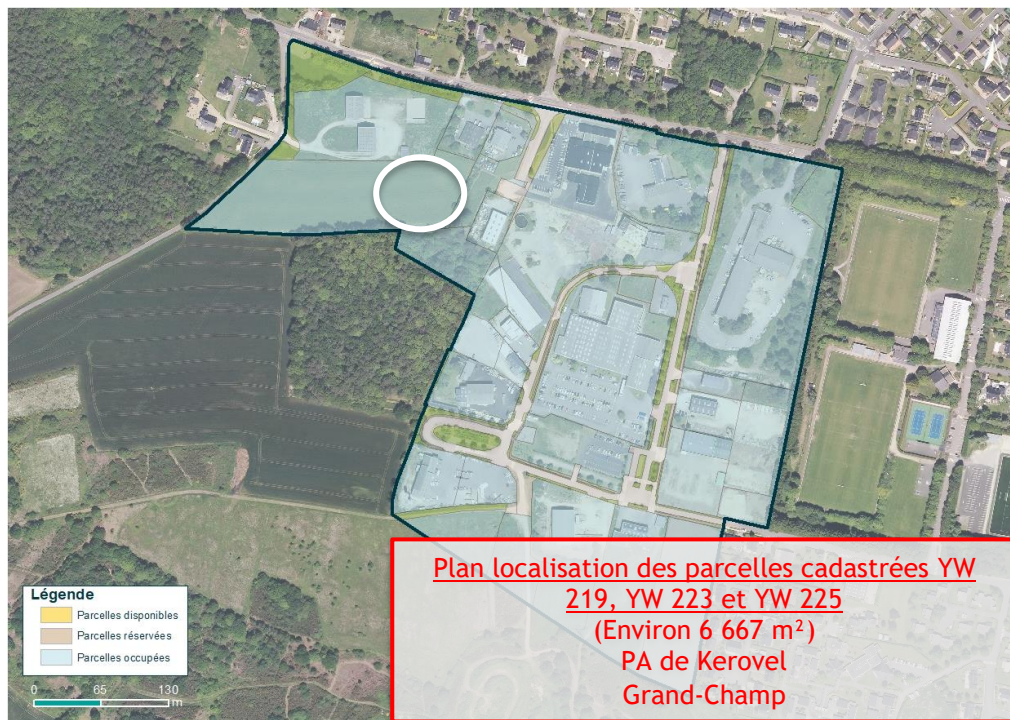 Légende
Parcelles disponibles
Parcelles réservées
Parcelles occupées
0 65 130
m
Plan localisation des parcelles cadastrées YW
219, YW 223 et YW 225
(Environ 6 667 m²)
PA de Kerovel
Grand-Champ